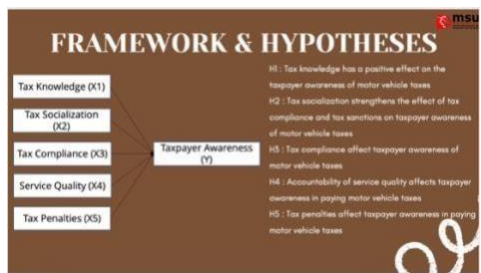 msu
FRAMEWORK & HYPOTHESES
Tax Knowledge (X1)
Tax Socialization
(X2)
Tax Compliance (X3)
Service Quality (X4)
Tax Penalties (X5)
Taxpayer Awareness
(Y)
H1 : Tax knowledge has a positive effect on the
taxpayer awareness of motor vehicle taxes
H2 : Tax socialization strengthens the effect of tax
compliance and tax sanctions on taxpayer awareness
of motor vehicle taxes
H3 : Tax compliance affect taxpayer awareness of
motor vehicle taxes
H4 : Accountability of service quality affects taxpayer
awareness in paying motor vehicle taxes
H5 : Tax penalties affect taxpayer awareness in paying
motor vehicle taxes